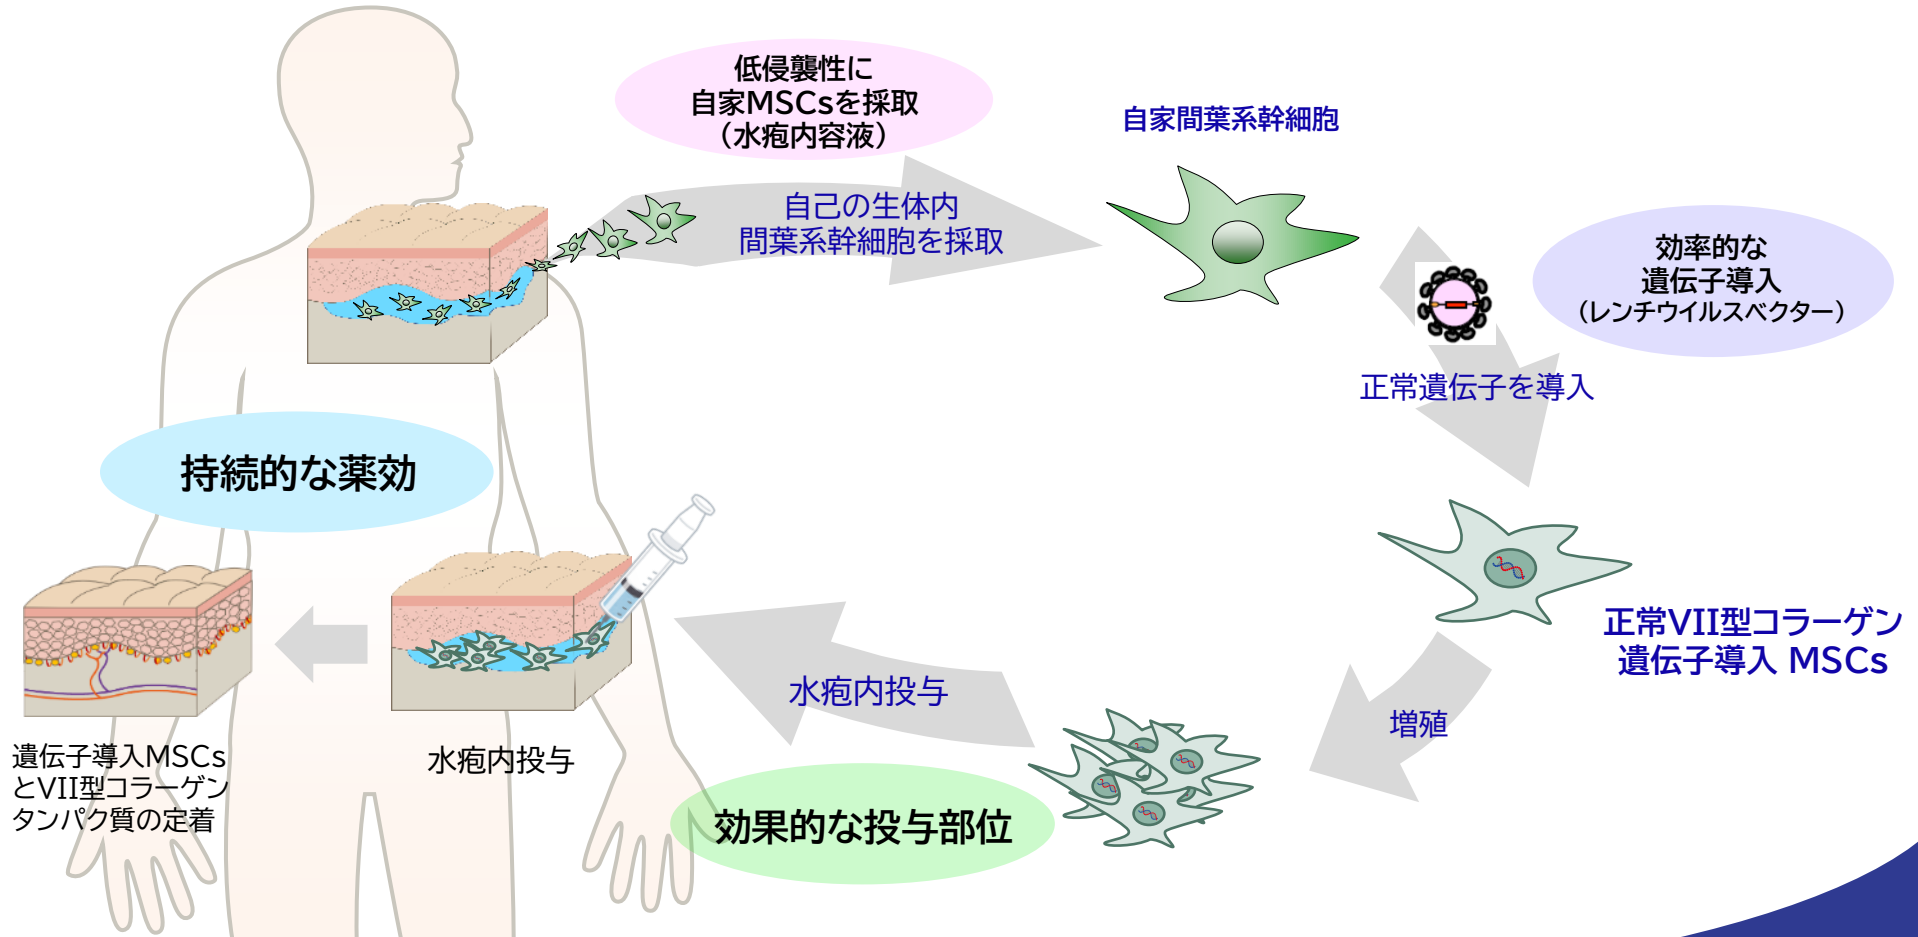 低侵襲性に
自家MSCsを採取
（水疱内容液）
自家間葉系幹細胞
自己の生体内
間葉系幹細胞を採取
効率的な
遺伝子導入
（レンチウイルスベクター）
正常遺伝子を導入
持続的な薬効
正常VII型コラーゲン
遺伝子導入 MSCs
増殖
水疱内投与
水疱内投与
遺伝子導入MSCs
とVII型コラーゲン
タンパク質の定着
効果的な投与部位